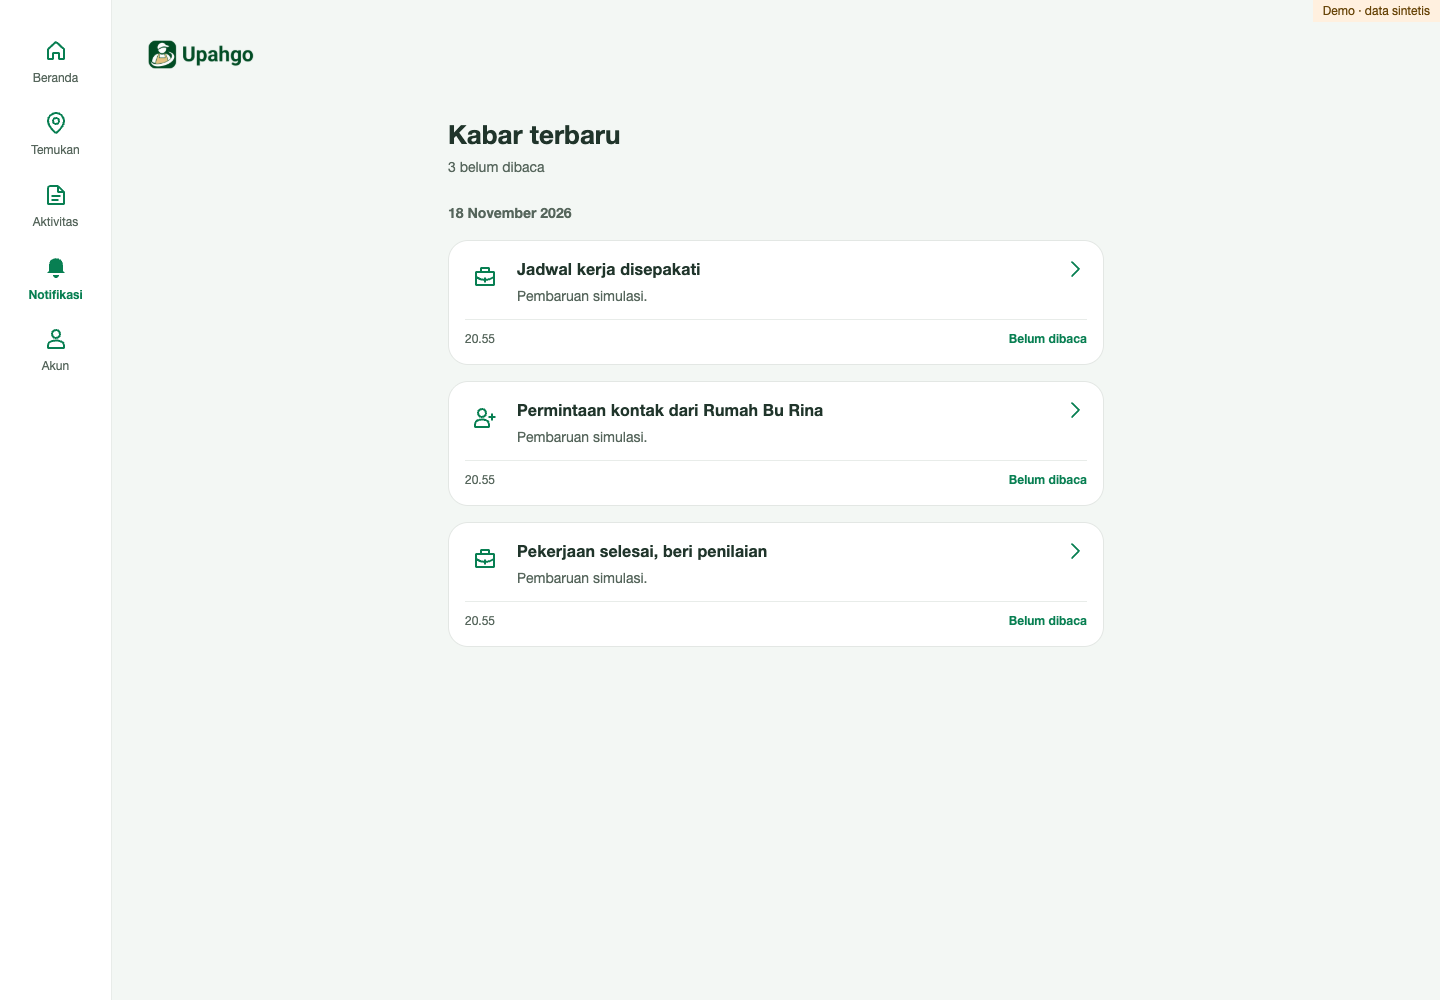 Demo · data sintetis
Upahgo
Beranda
Temukan
Aktivitas
Notifikasi
Akun
Kabar terbaru
3 belum dibaca
18 November 2026
Jadwal kerja disepakati
Pembaruan simulasi.
20.55 Belum dibaca
Permintaan kontak dari Rumah Bu Rina
Pembaruan simulasi.
20.55 Belum dibaca
Pekerjaan selesai, beri penilaian
Pembaruan simulasi.
20.55 Belum dibaca